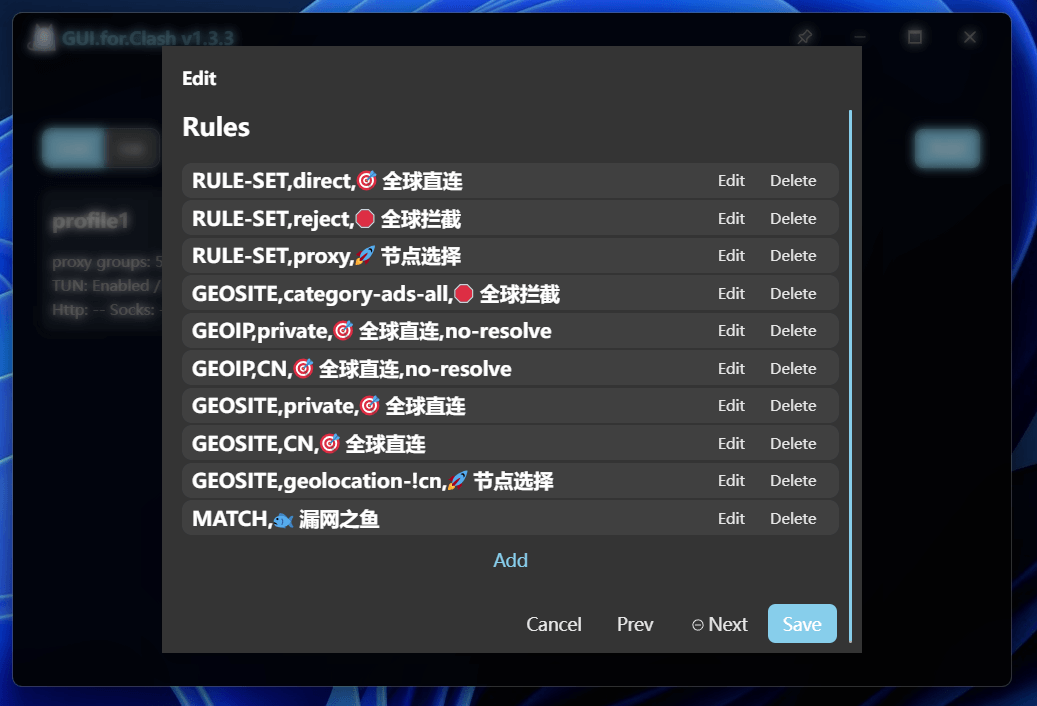 GUI.for.Clash v1.3.3
profile1
proxy groups: 5
TUN: Enabled /
Http: -- Socks: -
Edit
Rules
RULE-SET,direct,🎯 全球直连 Edit Delete
RULE-SET,reject,🛑 全球拦截 Edit Delete
RULE-SET,proxy,🚀 节点选择 Edit Delete
GEOSITE,category-ads-all,🛑 全球拦截 Edit Delete
GEOIP,private,🎯 全球直连,no-resolve Edit Delete
GEOIP,CN,🎯 全球直连,no-resolve Edit Delete
GEOSITE,private,🎯 全球直连 Edit Delete
GEOSITE,CN,🎯 全球直连 Edit Delete
GEOSITE,geolocation-!cn,🚀 节点选择 Edit Delete
MATCH,🐟 漏网之鱼 Edit Delete
Add
Cancel Prev Next Save